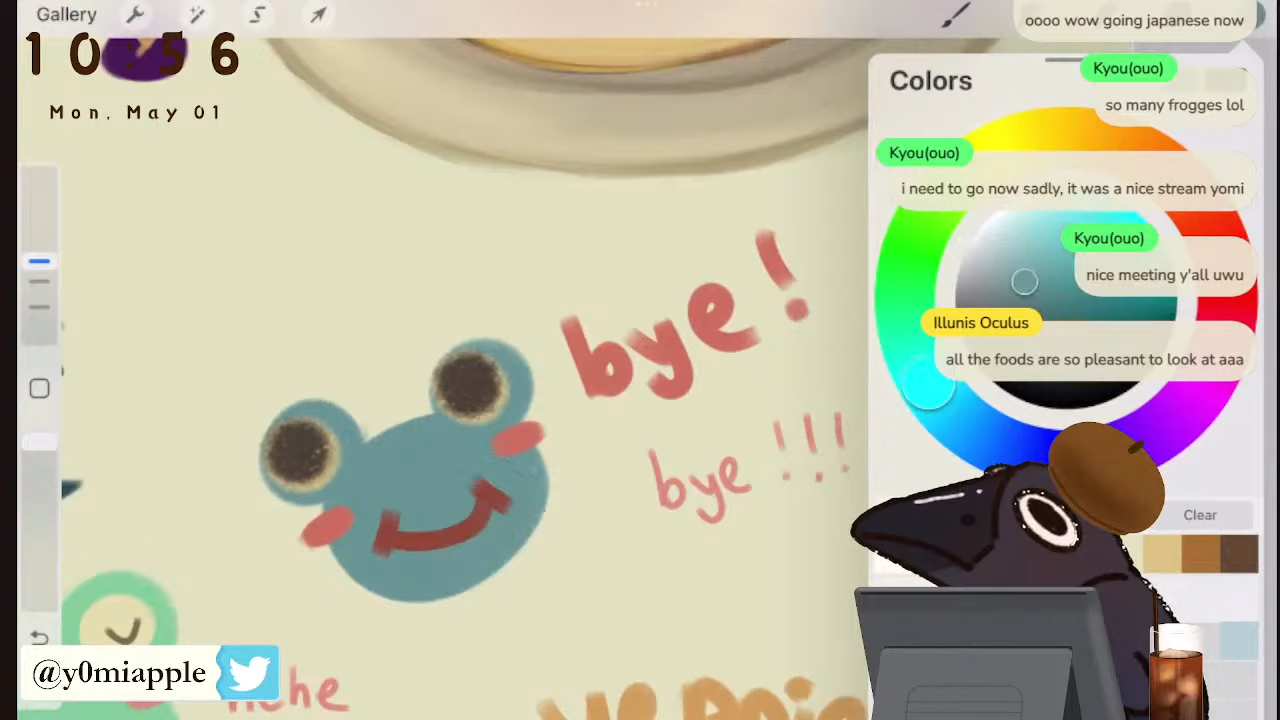 Gallery
oooo wow going japanese now
10:56
Mon, May 01
Colors
Kyou(ouo)
so many frogges lol
Kyou(ouo)
i need to go now sadly, it was a nice stream yomi
Kyou(ouo)
nice meeting y'all uwu
Illunis Oculus
all the foods are so pleasant to look at aaa
bye!
bye!!!
Clear
@y0miapple
hehe